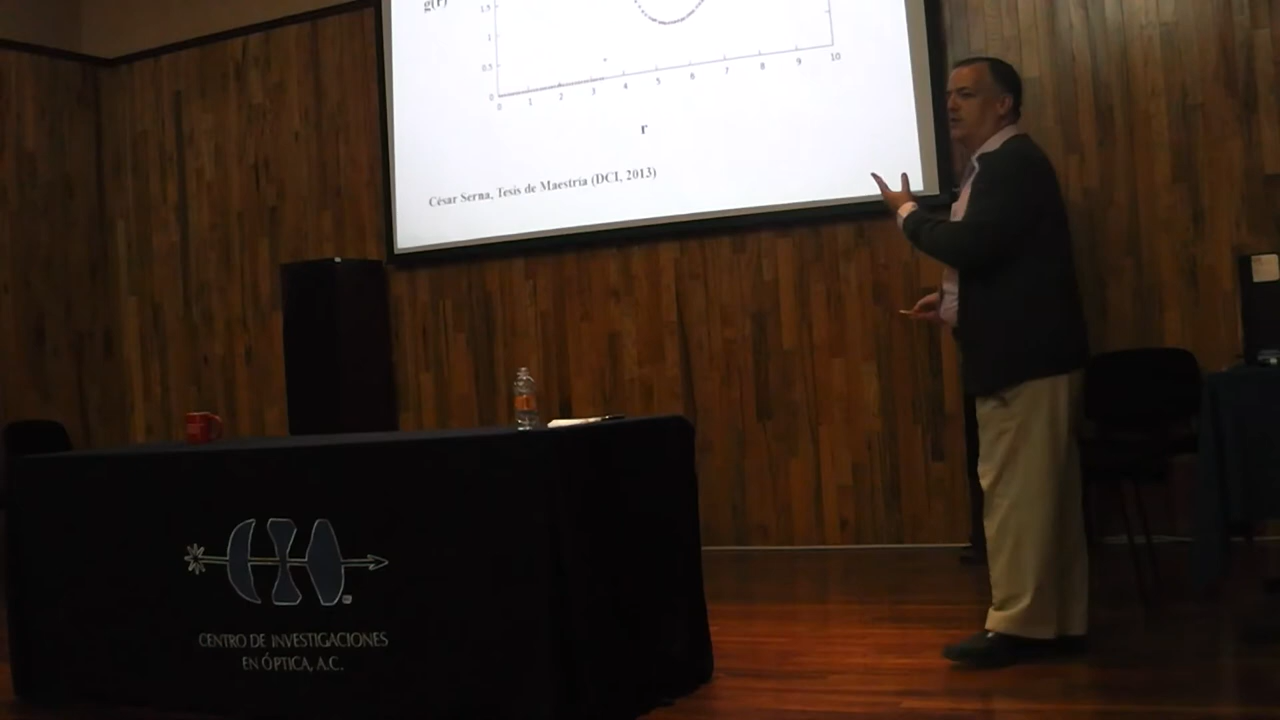 g(r)
1.5
1
0.5
0
0 1 2 3 4 5 6 7 8 9 10
r
César Serna, Tesis de Maestría (DCI, 2013)
CENTRO DE INVESTIGACIONES
EN ÓPTICA, A.C.